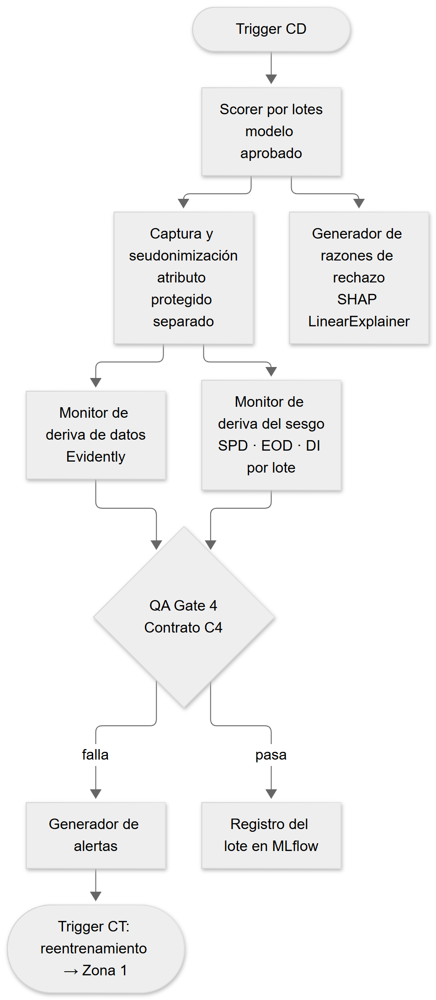 Trigger CD
Scorer por lotes
modelo
aprobado
Captura y
seudonimización
atributo
protegido
separado
Generador de
razones de
rechazo
SHAP
LinearExplainer
Monitor de
deriva de datos
Evidently
Monitor de
deriva del sesgo
SPD · EOD · DI
por lote
QA Gate 4
Contrato C4
falla
pasa
Generador de
alertas
Registro del
lote en MLflow
Trigger CT:
reentrenamiento
→ Zona 1